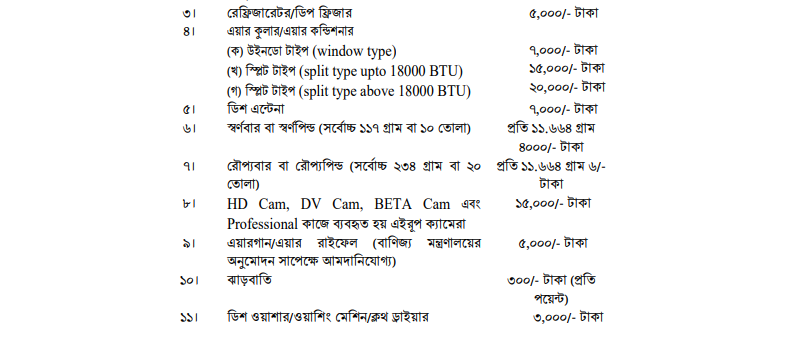 ৩। রেফ্রিজারেটর/ডিপ ফ্রিজার ৫,০০০/- টাকা
৪। এয়ার কুলার/এয়ার কন্ডিশনার
(ক) উইনডো টাইপ (window type) ৭,০০০/- টাকা
(খ) স্প্লিট টাইপ (split type upto 18000 BTU) ১৫,০০০/- টাকা
(গ) স্প্লিট টাইপ (split type above 18000 BTU) ২০,০০০/- টাকা
৫। ডিশ এন্টেনা ৭,০০০/- টাকা
৬। স্বর্ণবার বা স্বর্ণপিন্ড (সর্বোচ্চ ১১৭ গ্রাম বা ১০ তোলা) প্রতি ১১.৬৬৪ গ্রাম
৪০০০/- টাকা
৭। রৌপ্যবার বা রৌপ্যপিন্ড (সর্বোচ্চ ২৩৪ গ্রাম বা ২০ প্রতি ১১.৬৬৪ গ্রাম ৬/-
তোলা) টাকা
৮। HD Cam, DV Cam, BETA Cam এবং ১৫,০০০/- টাকা
Professional কাজে ব্যবহৃত হয় এইরূপ ক্যামেরা
৯। এয়ারগান/এয়ার রাইফেল (বাণিজ্য মন্ত্রণালয়ের ৫,০০০/- টাকা
অনুমোদন সাপেক্ষে আমদানিযোগ্য)
১০। ঝাড়বাতি ৩০০/- টাকা (প্রতি
পয়েন্ট)
১১। ডিশ ওয়াশার/ওয়াশিং মেশিন/ক্লথ ড্রাইয়ার ৩,০০০/- টাকা